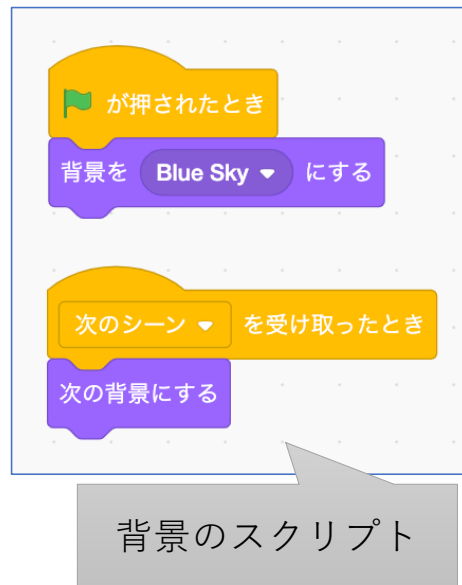 が押されたとき
背景を Blue Sky にする
次のシーン を受け取ったとき
次の背景にする
背景のスクリプト